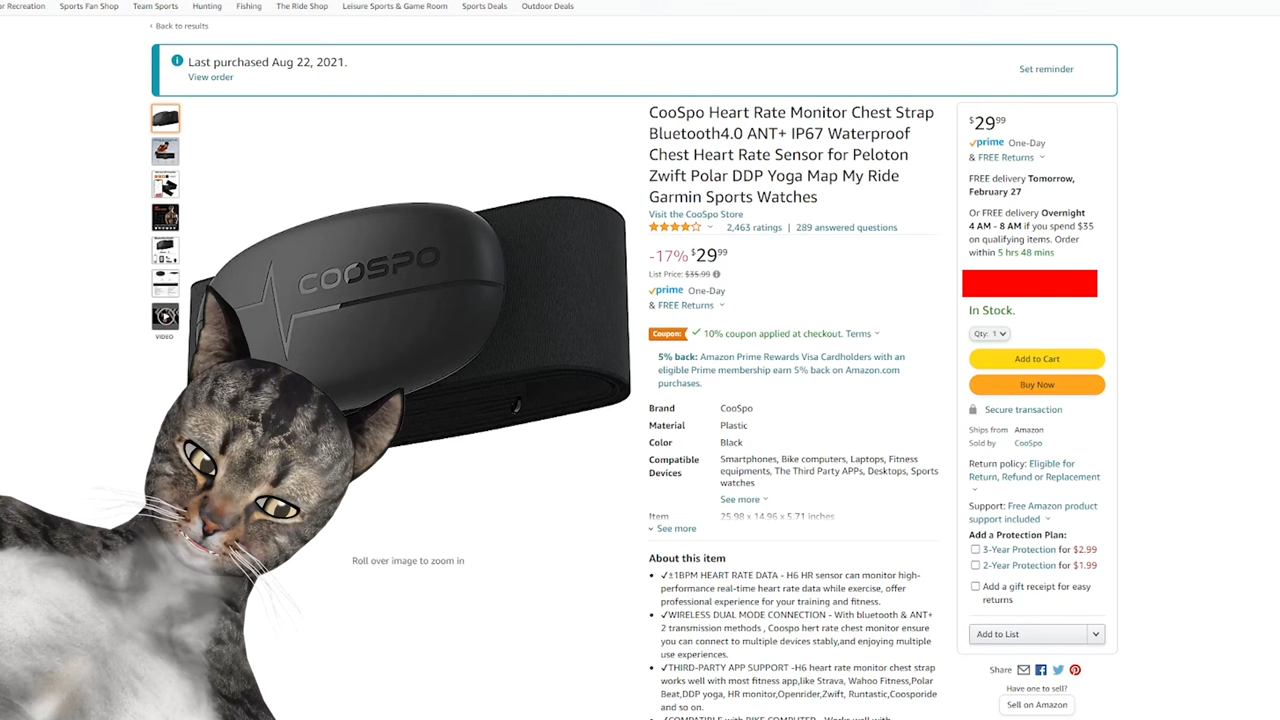 or Recreation Sports Fan Shop Team Sports Hunting Fishing The Ride Shop Leisure Sports & Game Room Sports Deals Outdoor Deals
‹ Back to results
Last purchased Aug 22, 2021.
View order
Set reminder
VIDEO
COOSPO
Roll over image to zoom in
CooSpo Heart Rate Monitor Chest Strap
Bluetooth4.0 ANT+ IP67 Waterproof
Chest Heart Rate Sensor for Peloton
Zwift Polar DDP Yoga Map My Ride
Garmin Sports Watches
Visit the CooSpo Store
2,463 ratings | 289 answered questions
-17% $29⁹⁹
List Price: $35.99
prime One-Day
& FREE Returns
Coupon: ✓ 10% coupon applied at checkout. Terms
5% back: Amazon Prime Rewards Visa Cardholders with an
eligible Prime membership earn 5% back on Amazon.com
purchases.
Brand CooSpo
Material Plastic
Color Black
Compatible Devices Smartphones, Bike computers, Laptops, Fitness
equipments, The Third Party APPs, Desktops, Sports
watches
See more
Item 25.98 x 14.96 x 5.71 inches
See more
About this item
• ✓±1BPM HEART RATE DATA - H6 HR sensor can monitor high-
performance real-time heart rate data while exercise, offer
professional experience for your training and fitness.
• ✓WIRELESS DUAL MODE CONNECTION - With bluetooth & ANT+
2 transmission methods , Coospo hert rate chest monitor ensure
you can connect to multiple devices stably,and enjoying multiple
use experiences.
• ✓THIRD-PARTY APP SUPPORT -H6 heart rate monitor chest strap
works well with most fitness app,like Strava, Wahoo Fitness,Polar
Beat,DDP yoga, HR monitor,Openrider,Zwift, Runtastic,Coosporide
and so on.
• ✓COMPATIBLE with BIKE COMPUTER - Works well with
$29⁹⁹
prime One-Day
& FREE Returns
FREE delivery Tomorrow,
February 27
Or FREE delivery Overnight
4 AM - 8 AM if you spend $35
on qualifying items. Order
within 5 hrs 48 mins
In Stock.
Qty: 1
Add to Cart
Buy Now
Secure transaction
Ships from Amazon
Sold by CooSpo
Return policy: Eligible for
Return, Refund or Replacement
Support: Free Amazon product
support included
Add a Protection Plan:
3-Year Protection for $2.99
2-Year Protection for $1.99
Add a gift receipt for easy
returns
Add to List
Share
Have one to sell?
Sell on Amazon